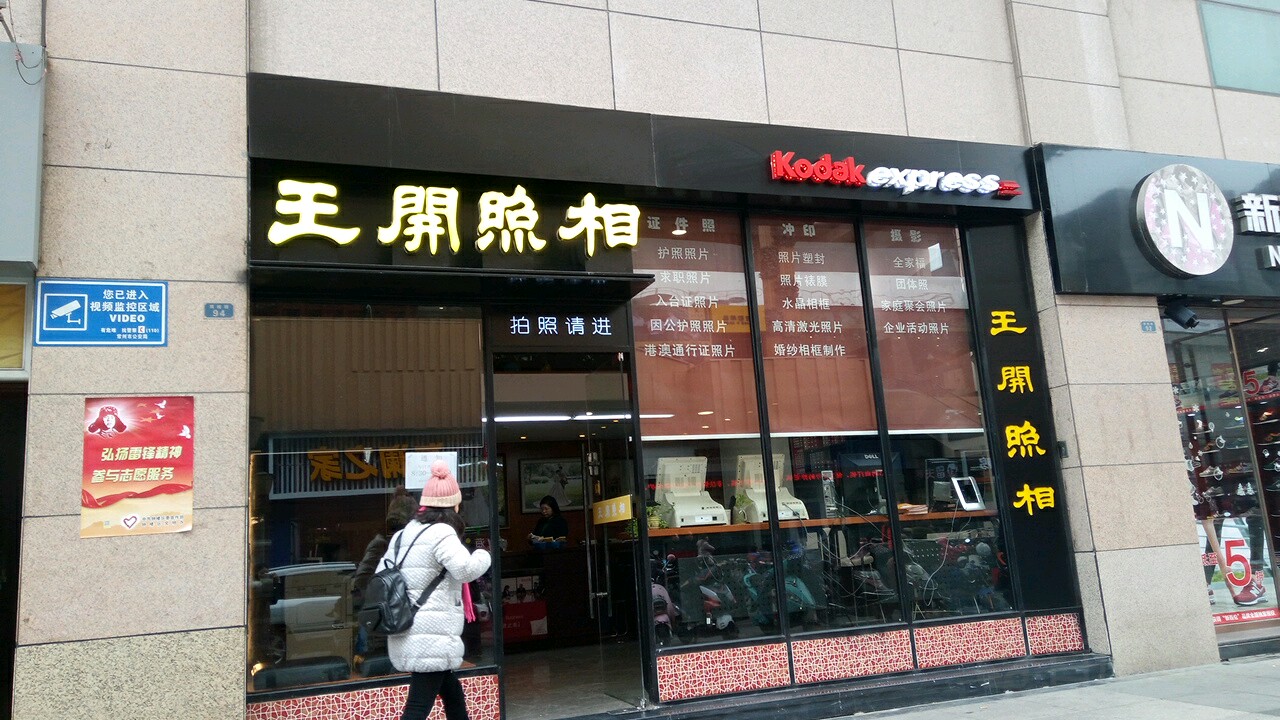 您已进入
视频监控区域
VIDEO
94
弘扬雷锋精神
参与志愿服务
王開照相
Kodak express
拍照请进
证件照
护照照片
求职照片
入台证照片
因公护照照片
港澳通行证照片
冲印
照片塑封
照片裱膜
水晶相框
高清激光照片
婚纱相框制作
摄影
全家福
团体照
家庭聚会照片
企业活动照片
王開照相
DELL
N
新
N
5
5